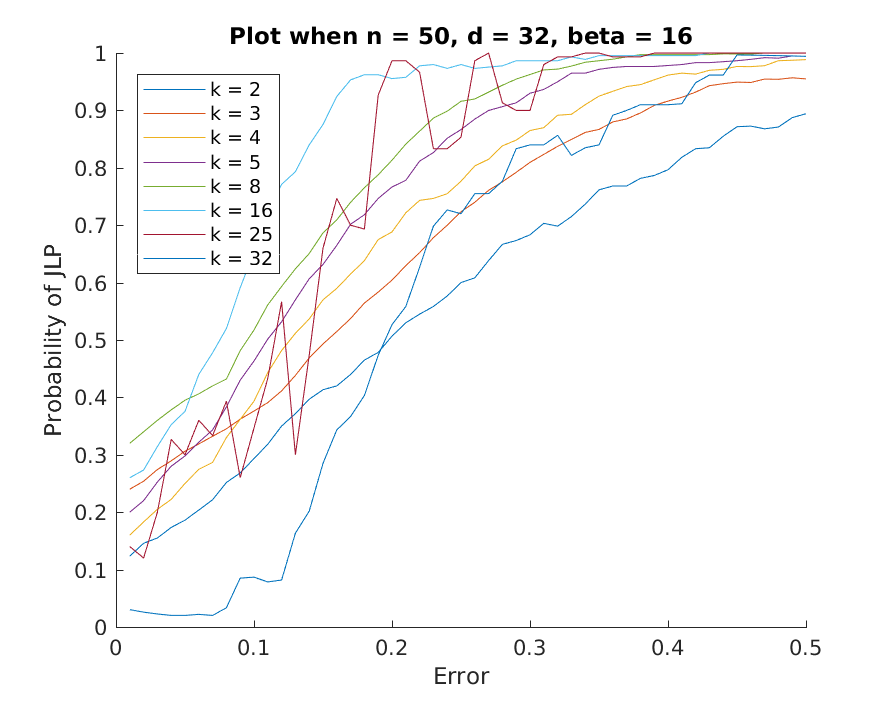 Plot when n = 50, d = 32, beta = 16
1
0.9
0.8
0.7
0.6
0.5
0.4
0.3
0.2
0.1
0
Probability of JLP
k = 2
k = 3
k = 4
k = 5
k = 8
k = 16
k = 25
k = 32
0 0.1 0.2 0.3 0.4 0.5
Error